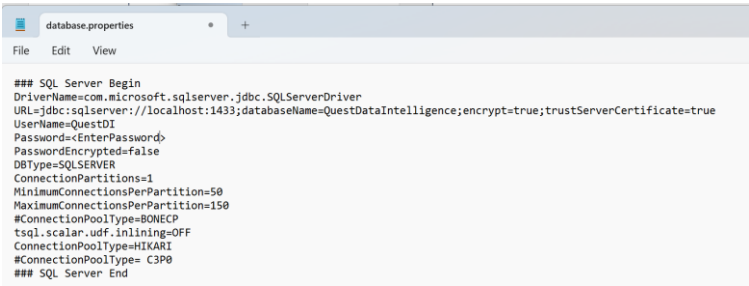 database.properties
File Edit View
### SQL Server Begin
DriverName=com.microsoft.sqlserver.jdbc.SQLServerDriver
URL=jdbc:sqlserver://localhost:1433;databaseName=QuestDataIntelligence;encrypt=true;trustServerCertificate=true
UserName=QuestDI
Password=<EnterPassword>
PasswordEncrypted=false
DBType=SQLSERVER
ConnectionPartitions=1
MinimumConnectionsPerPartition=50
MaximumConnectionsPerPartition=150
#ConnectionPoolType=BONECP
tsql.scalar.udf.inlining=OFF
ConnectionPoolType=HIKARI
#ConnectionPoolType= C3P0
### SQL Server End